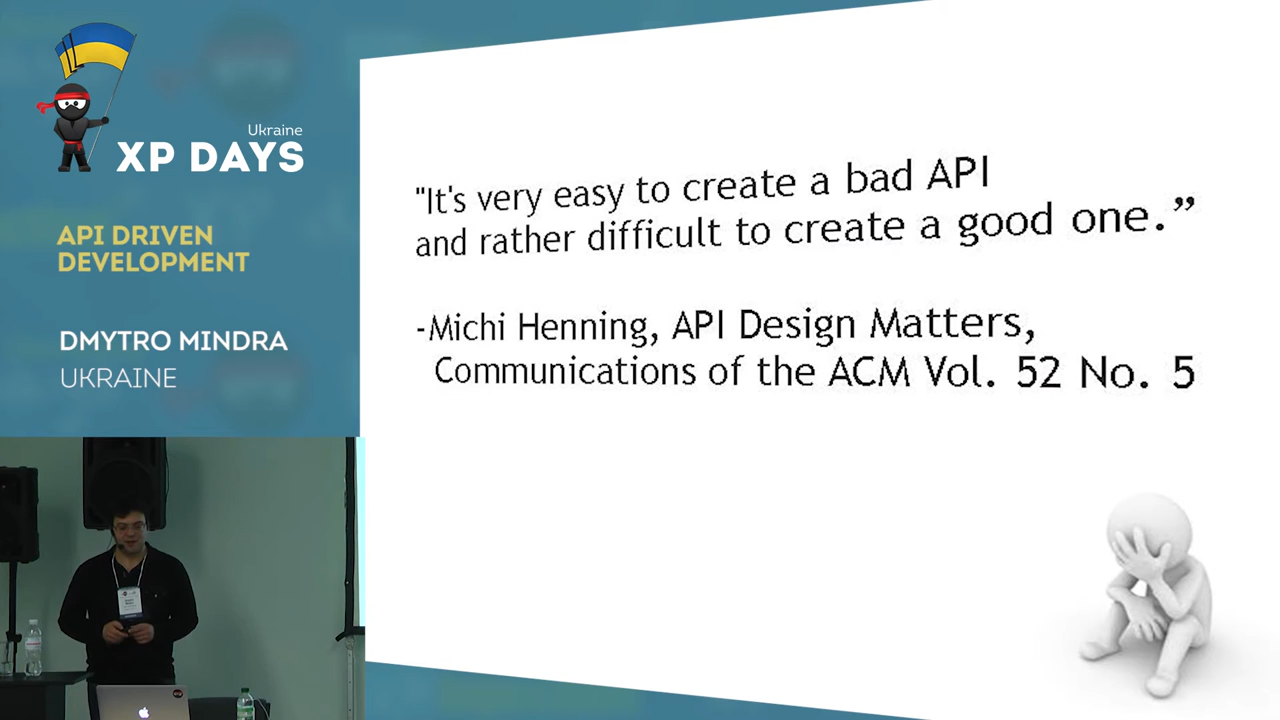 Ukraine
XP DAYS
API DRIVEN
DEVELOPMENT
DMYTRO MINDRA
UKRAINE
"It's very easy to create a bad API
and rather difficult to create a good one.”
-Michi Henning, API Design Matters,
Communications of the ACM Vol. 52 No. 5